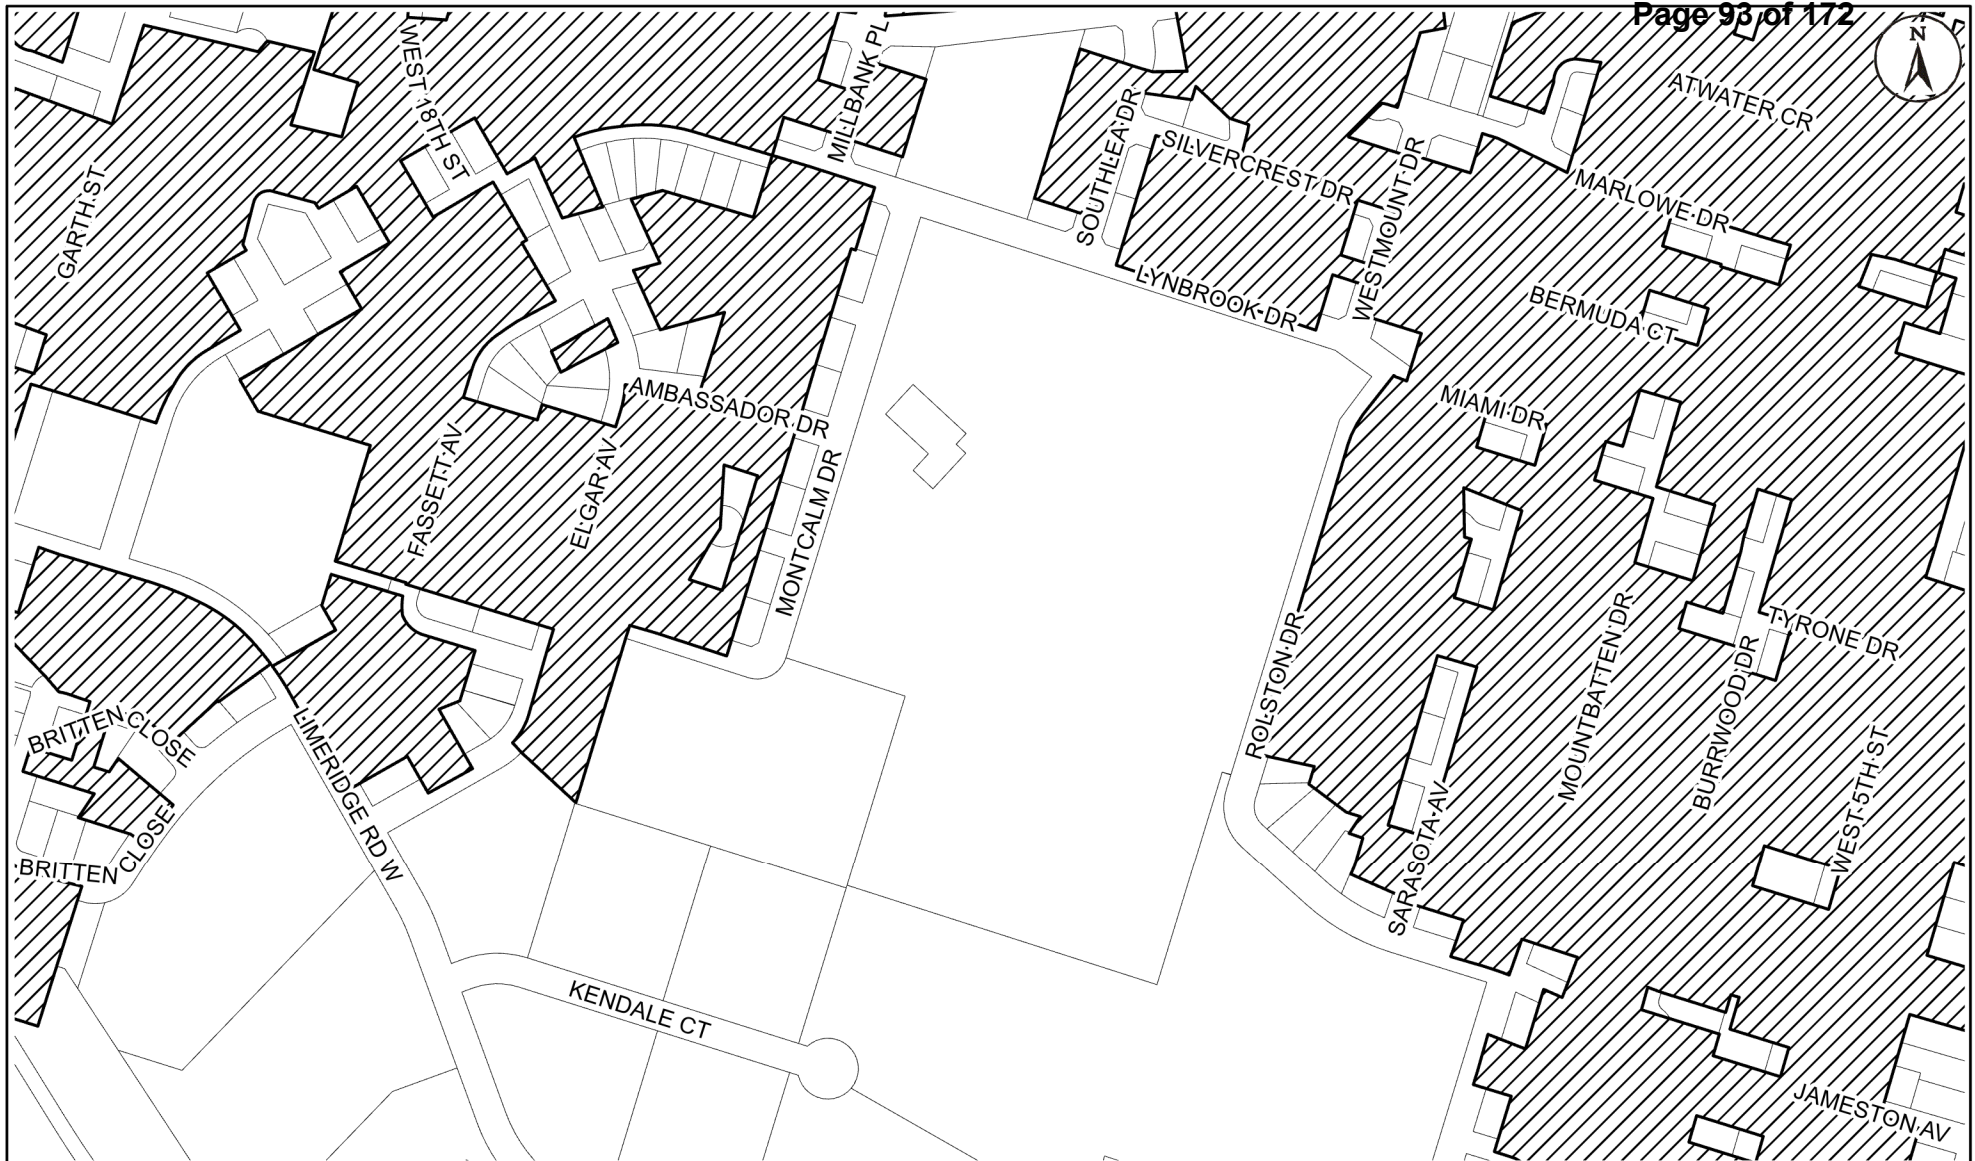 Page 93 of 172
N
WEST 18TH ST
MILLBANK PL
ATWATER CR
SOUTHLEA DR
SILVERCREST DR
WESTMOUNT DR
MARLOWE DR
GARTH ST
LYNBROOK DR
BERMUDA CT
MIAMI DR
AMBASSADOR DR
FASSETT AV
ELGAR AV
MONTCALM DR
ROLSTON DR
MOUNTBATTEN DR
TYRONE DR
BURRWOOD DR
BRITTEN CLOSE
LIMERIDGE RD W
WEST 5TH ST
SARASOTA AV
BRITTEN CLOSE
KENDALE CT
JAMESTON AV